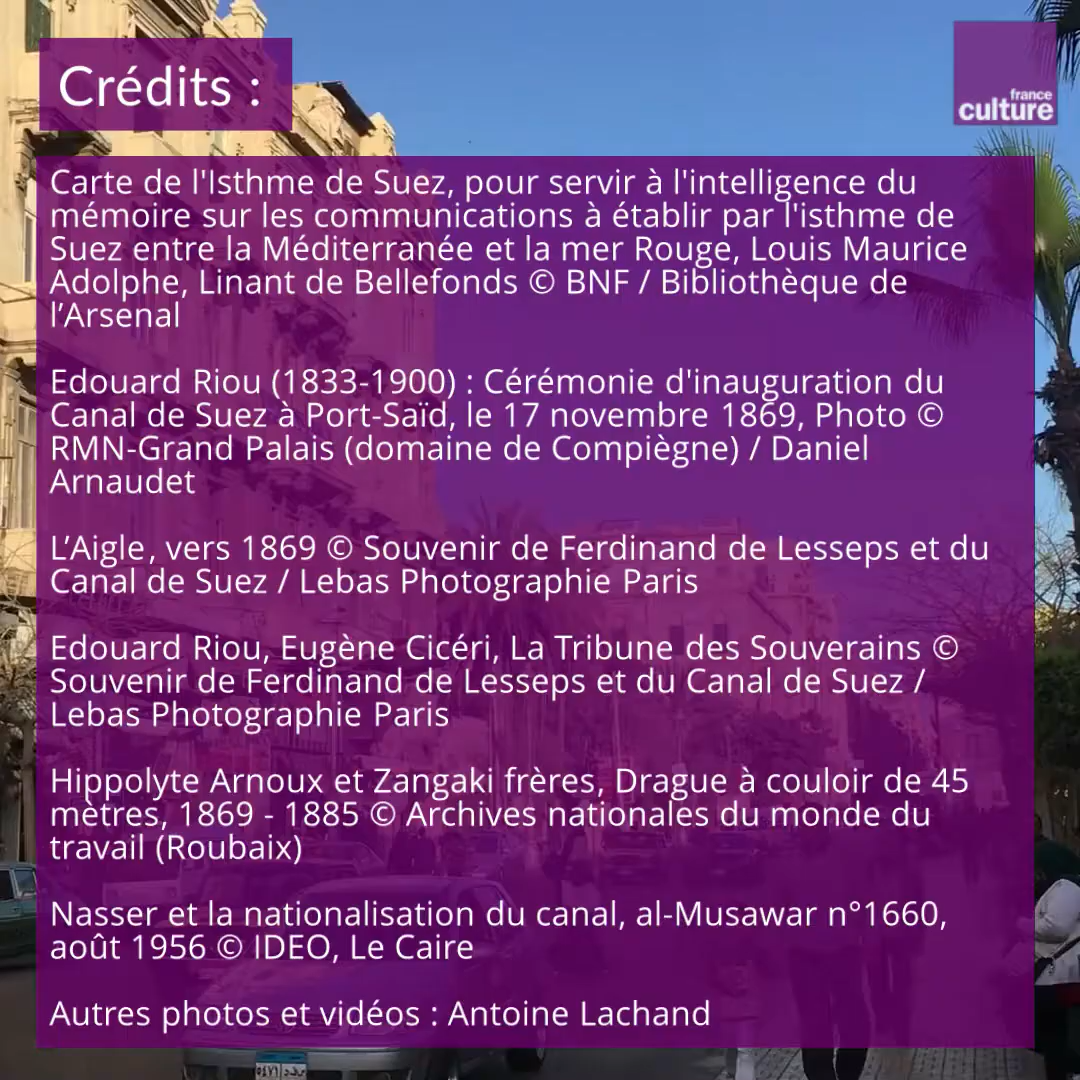 Crédits :
france
culture
Carte de l'Isthme de Suez, pour servir à l'intelligence du
mémoire sur les communications à établir par l'isthme de
Suez entre la Méditerranée et la mer Rouge, Louis Maurice
Adolphe, Linant de Bellefonds © BNF / Bibliothèque de
l’Arsenal
Edouard Riou (1833-1900) : Cérémonie d'inauguration du
Canal de Suez à Port-Saïd, le 17 novembre 1869, Photo ©
RMN-Grand Palais (domaine de Compiègne) / Daniel
Arnaudet
L’Aigle, vers 1869 © Souvenir de Ferdinand de Lesseps et du
Canal de Suez / Lebas Photographie Paris
Edouard Riou, Eugène Cicéri, La Tribune des Souverains ©
Souvenir de Ferdinand de Lesseps et du Canal de Suez /
Lebas Photographie Paris
Hippolyte Arnoux et Zangaki frères, Drague à couloir de 45
mètres, 1869 - 1885 © Archives nationales du monde du
travail (Roubaix)
Nasser et la nationalisation du canal, al-Musawar n°1660,
août 1956 © IDEO, Le Caire
Autres photos et vidéos : Antoine Lachand